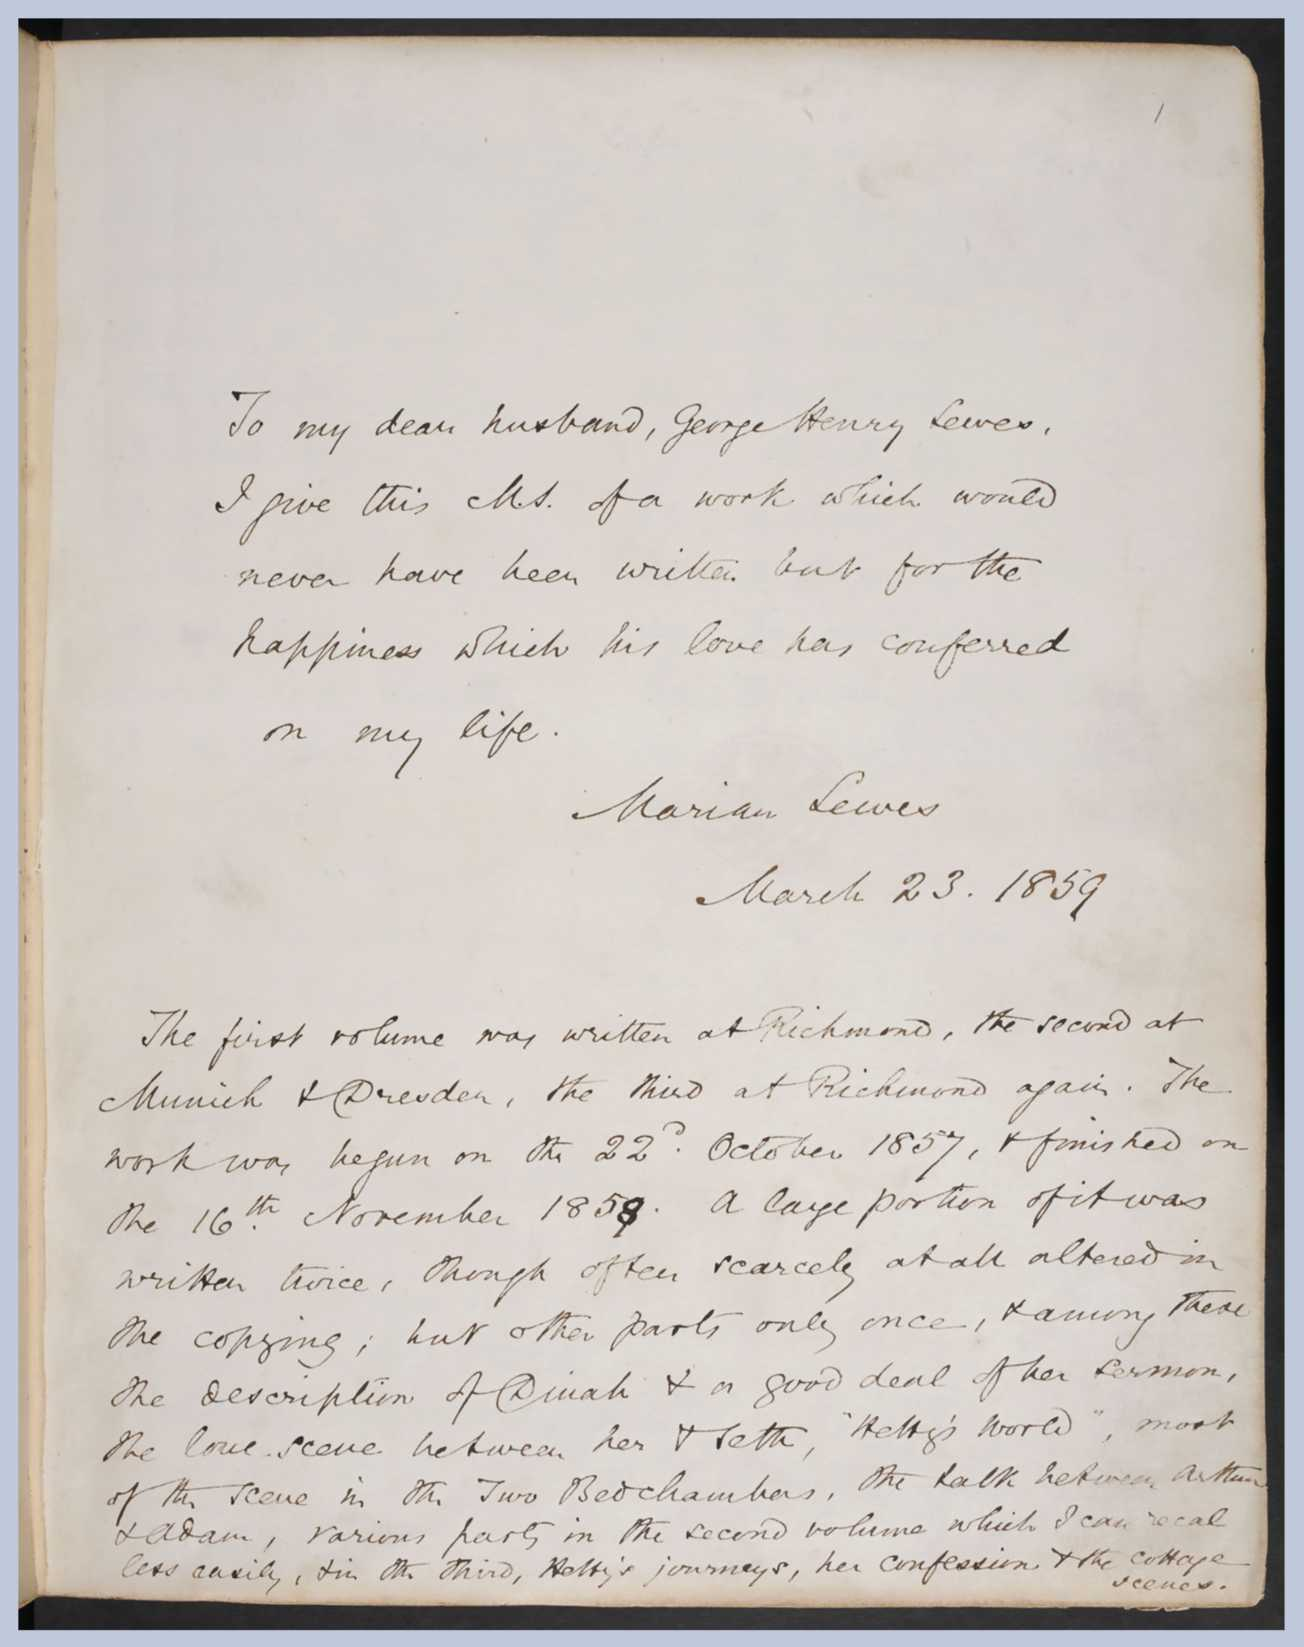 1
To my dear husband, George Henry Lewes,
I give this M.S. of a work which would
never have been written but for the
happiness which his love has conferred
on my life.
Marian Lewes
March 23. 1859
The first volume was written at Richmond, the second at
Munich & Dresden, the third at Richmond again. The
work was begun on the 22d. October 1857, & finished on
the 16th. November 1858. A large portion of it was
written twice, though often scarcely at all altered in
the copying; but other parts only once, & among these
the description of Dinah & a good deal of her sermon,
the love-scene between her & Seth, "Hetty's World", most
of the scene in the Two Bedchambers, the talk between Arthur
& Adam, various parts in the second volume which I can recal
less easily, & in the third, Hetty's journeys, her confession & the cottage
scenes.